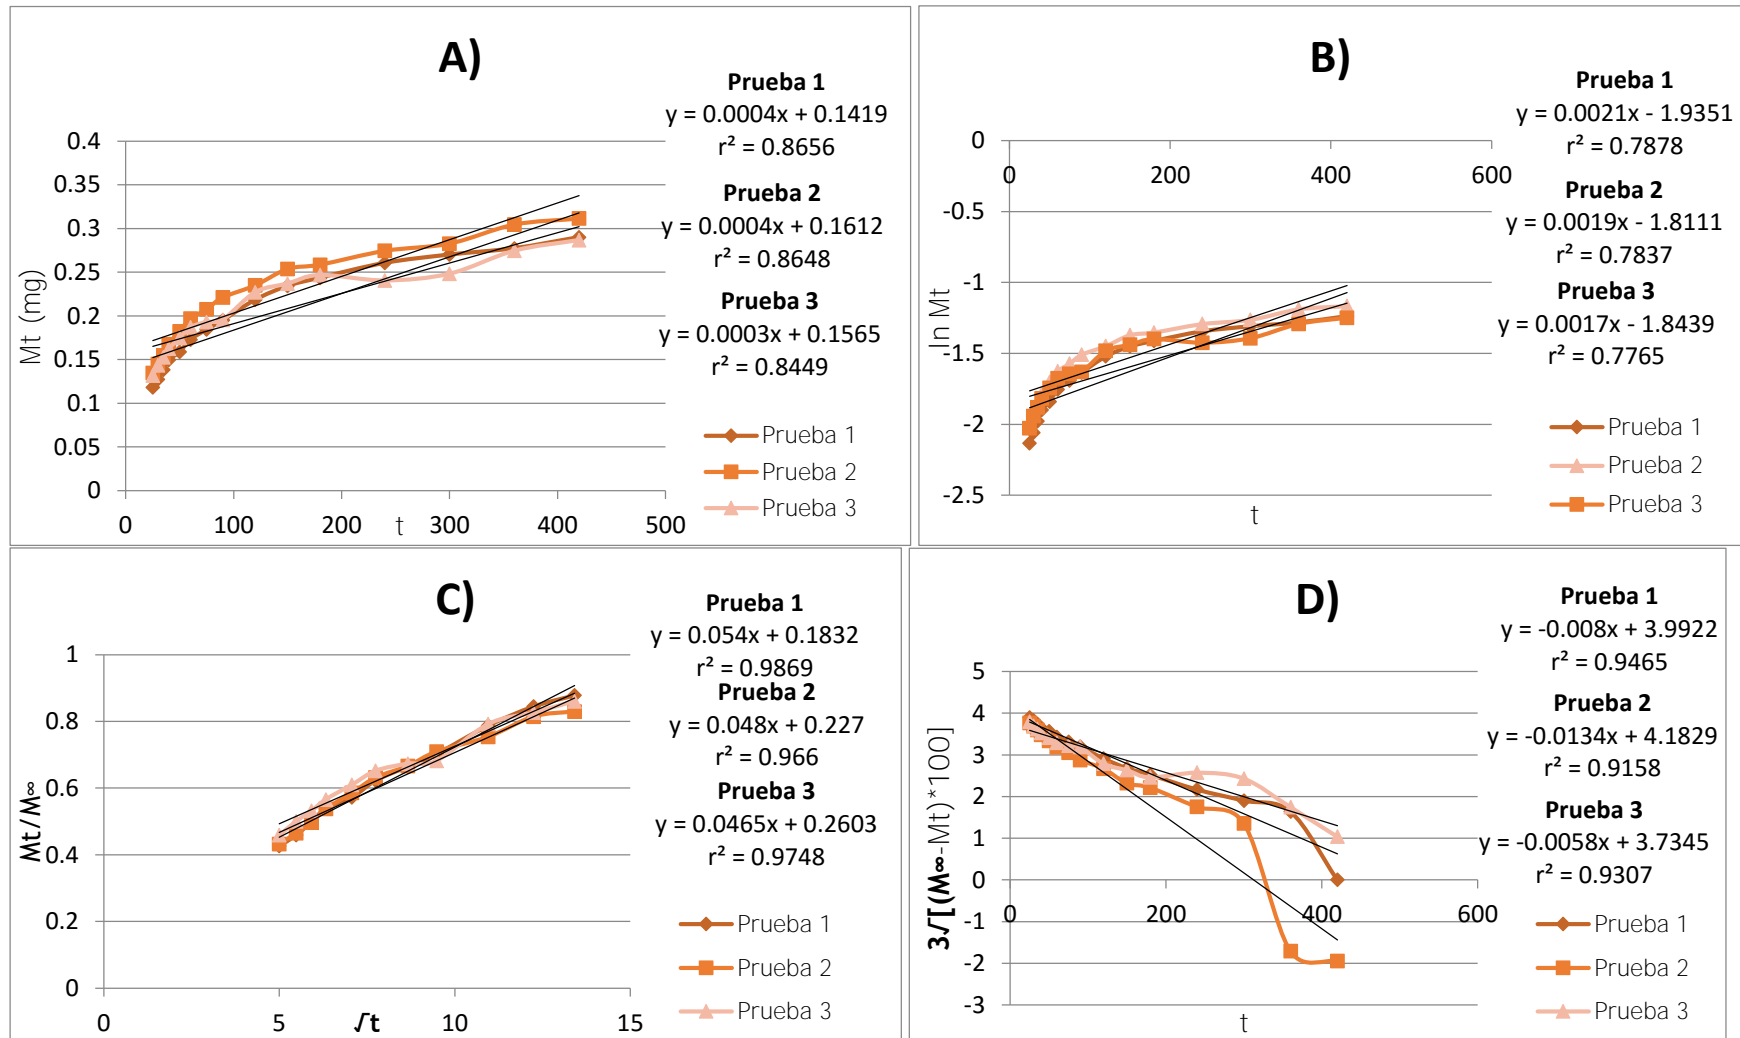 A)
Prueba 1
y = 0.0004x + 0.1419
r² = 0.8656
Prueba 2
y = 0.0004x + 0.1612
r² = 0.8648
Prueba 3
y = 0.0003x + 0.1565
r² = 0.8449
Mt (mg)
0.4
0.35
0.3
0.25
0.2
0.15
0.1
0.05
0
0 100 200 300 400 500
t
Prueba 1
Prueba 2
Prueba 3
B)
Prueba 1
y = 0.0021x - 1.9351
r² = 0.7878
Prueba 2
y = 0.0019x - 1.8111
r² = 0.7837
Prueba 3
y = 0.0017x - 1.8439
r² = 0.7765
ln Mt
0
-0.5
-1
-1.5
-2
-2.5
0 200 400 600
t
Prueba 1
Prueba 2
Prueba 3
C)
Prueba 1
y = 0.054x + 0.1832
r² = 0.9869
Prueba 2
y = 0.048x + 0.227
r² = 0.966
Prueba 3
y = 0.0465x + 0.2603
r² = 0.9748
Mt/M∞
1
0.8
0.6
0.4
0.2
0
0 5 10 15
√t
Prueba 1
Prueba 2
Prueba 3
D)
Prueba 1
y = -0.008x + 3.9922
r² = 0.9465
Prueba 2
y = -0.0134x + 4.1829
r² = 0.9158
Prueba 3
y = -0.0058x + 3.7345
r² = 0.9307
3√[(M∞-Mt)*100]
5
4
3
2
1
0
-1
-2
-3
0 200 400 600
t
Prueba 1
Prueba 2
Prueba 3